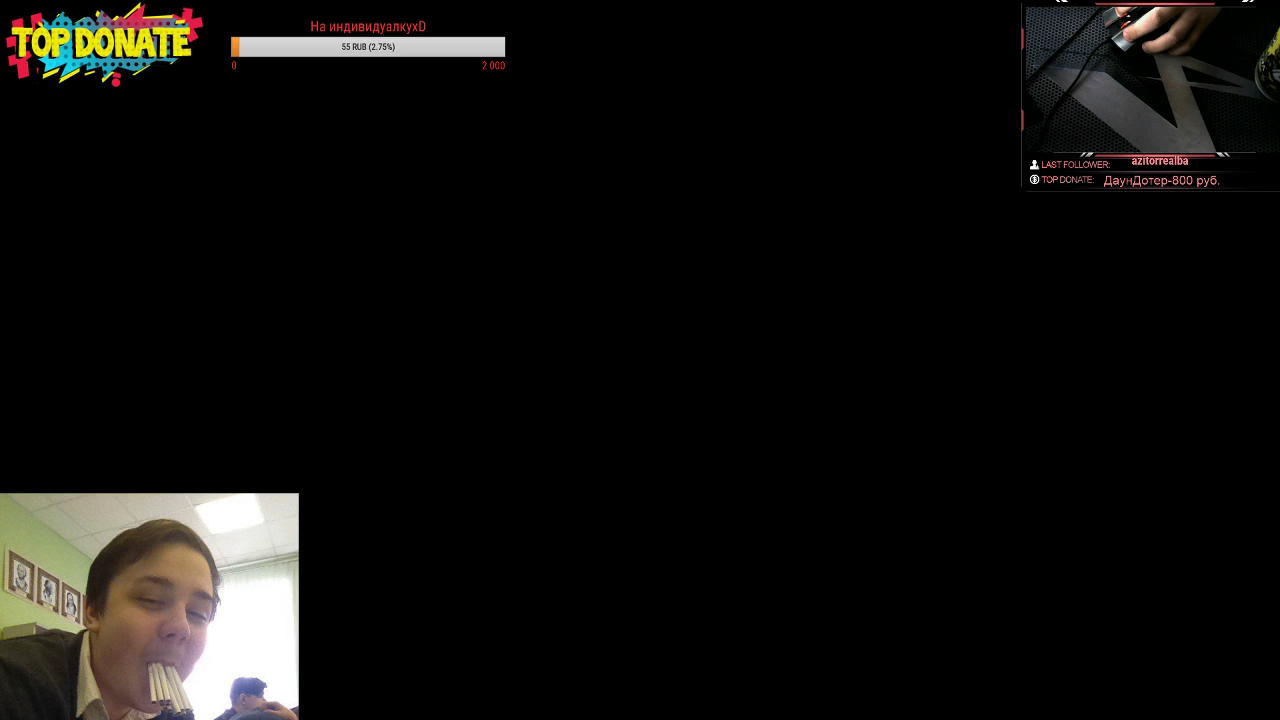 TOP DONATE
На индивидуалкухD
55 RUB (2.75%)
0
2 000
LAST FOLLOWER:
azitorrealba
TOP DONATE:
ДаунДотер-800 руб.